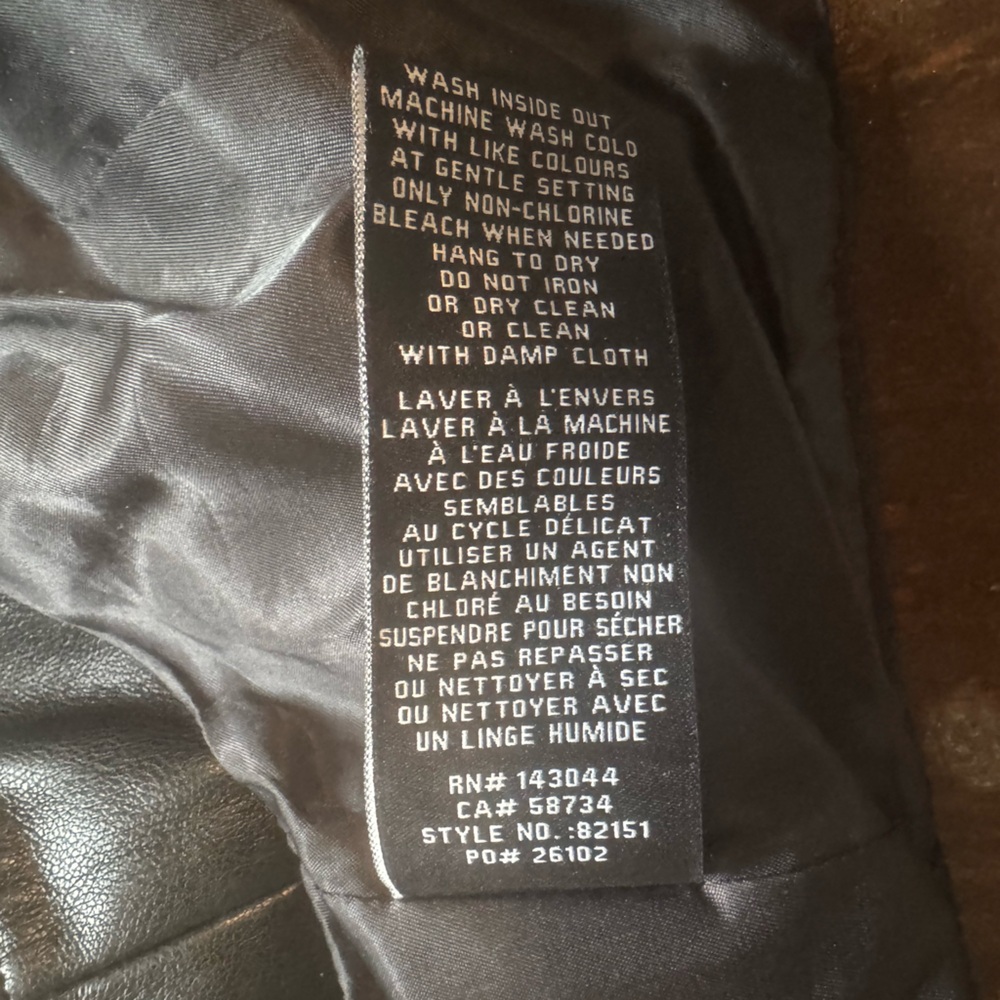 WASH INSIDE OUT
MACHINE WASH COLD
WITH LIKE COLOURS
AT GENTLE SETTING
ONLY NON-CHLORINE
BLEACH WHEN NEEDED
HANG TO DRY
DO NOT IRON
OR DRY CLEAN
OR CLEAN
WITH DAMP CLOTH
LAVER À L'ENVERS
LAVER À LA MACHINE
À L'EAU FROIDE
AVEC DES COULEURS
SEMBLABLES
AU CYCLE DÉLICAT
UTILISER UN AGENT
DE BLANCHIMENT NON
CHLORÉ AU BESOIN
SUSPENDRE POUR SÉCHER
NE PAS REPASSER
OU NETTOYER À SEC
OU NETTOYER AVEC
UN LINGE HUMIDE
RN# 143044
CA# 58734
STYLE NO. :82151
PO# 26102